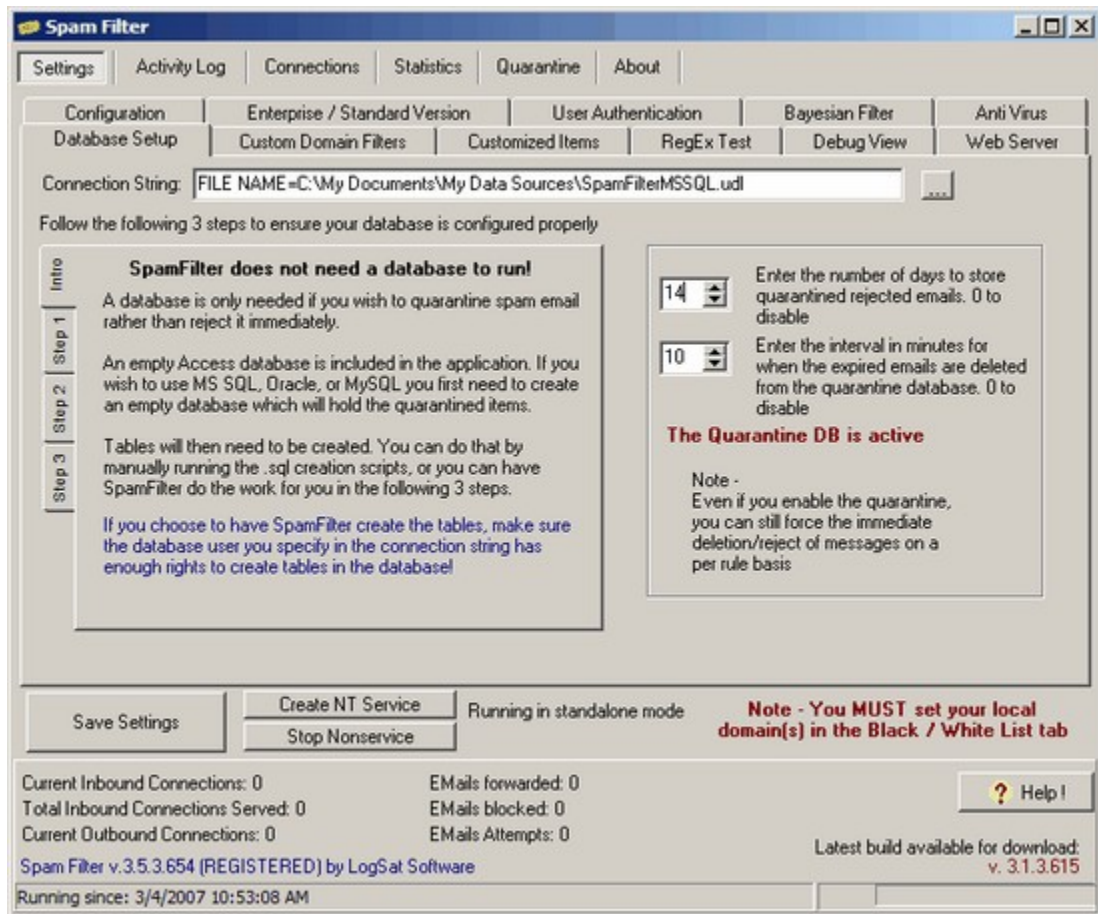 Spam Filter
Settings
Activity Log
Connections
Statistics
Quarantine
About
Configuration
Enterprise / Standard Version
User Authentication
Bayesian Filter
Anti Virus
Database Setup
Custom Domain Filters
Customized Items
RegEx Test
Debug View
Web Server
Connection String: FILE NAME=C:\My Documents\My Data Sources\SpamFilterMSSQL.udl
...
Follow the following 3 steps to ensure your database is configured properly
Intro
Step 1
Step 2
Step 3
SpamFilter does not need a database to run!
A database is only needed if you wish to quarantine spam email
rather than reject it immediately.
An empty Access database is included in the application. If you
wish to use MS SQL, Oracle, or MySQL you first need to create
an empty database which will hold the quarantined items.
Tables will then need to be created. You can do that by
manually running the .sql creation scripts, or you can have
SpamFilter do the work for you in the following 3 steps.
If you choose to have SpamFilter create the tables, make sure
the database user you specify in the connection string has
enough rights to create tables in the database!
14
Enter the number of days to store
quarantined rejected emails. 0 to
disable
10
Enter the interval in minutes for
when the expired emails are deleted
from the quarantine database. 0 to
disable
The Quarantine DB is active
Note -
Even if you enable the quarantine,
you can still force the immediate
deletion/reject of messages on a
per rule basis
Save Settings
Create NT Service
Stop Nonservice
Running in standalone mode
Note - You MUST set your local
domain(s) in the Black / White List tab
Current Inbound Connections: 0
Total Inbound Connections Served: 0
Current Outbound Connections: 0
EMails forwarded: 0
EMails blocked: 0
EMails Attempts: 0
? Help !
Spam Filter v.3.5.3.654 (REGISTERED) by LogSat Software
Latest build available for download:
v. 3.1.3.615
Running since: 3/4/2007 10:53:08 AM